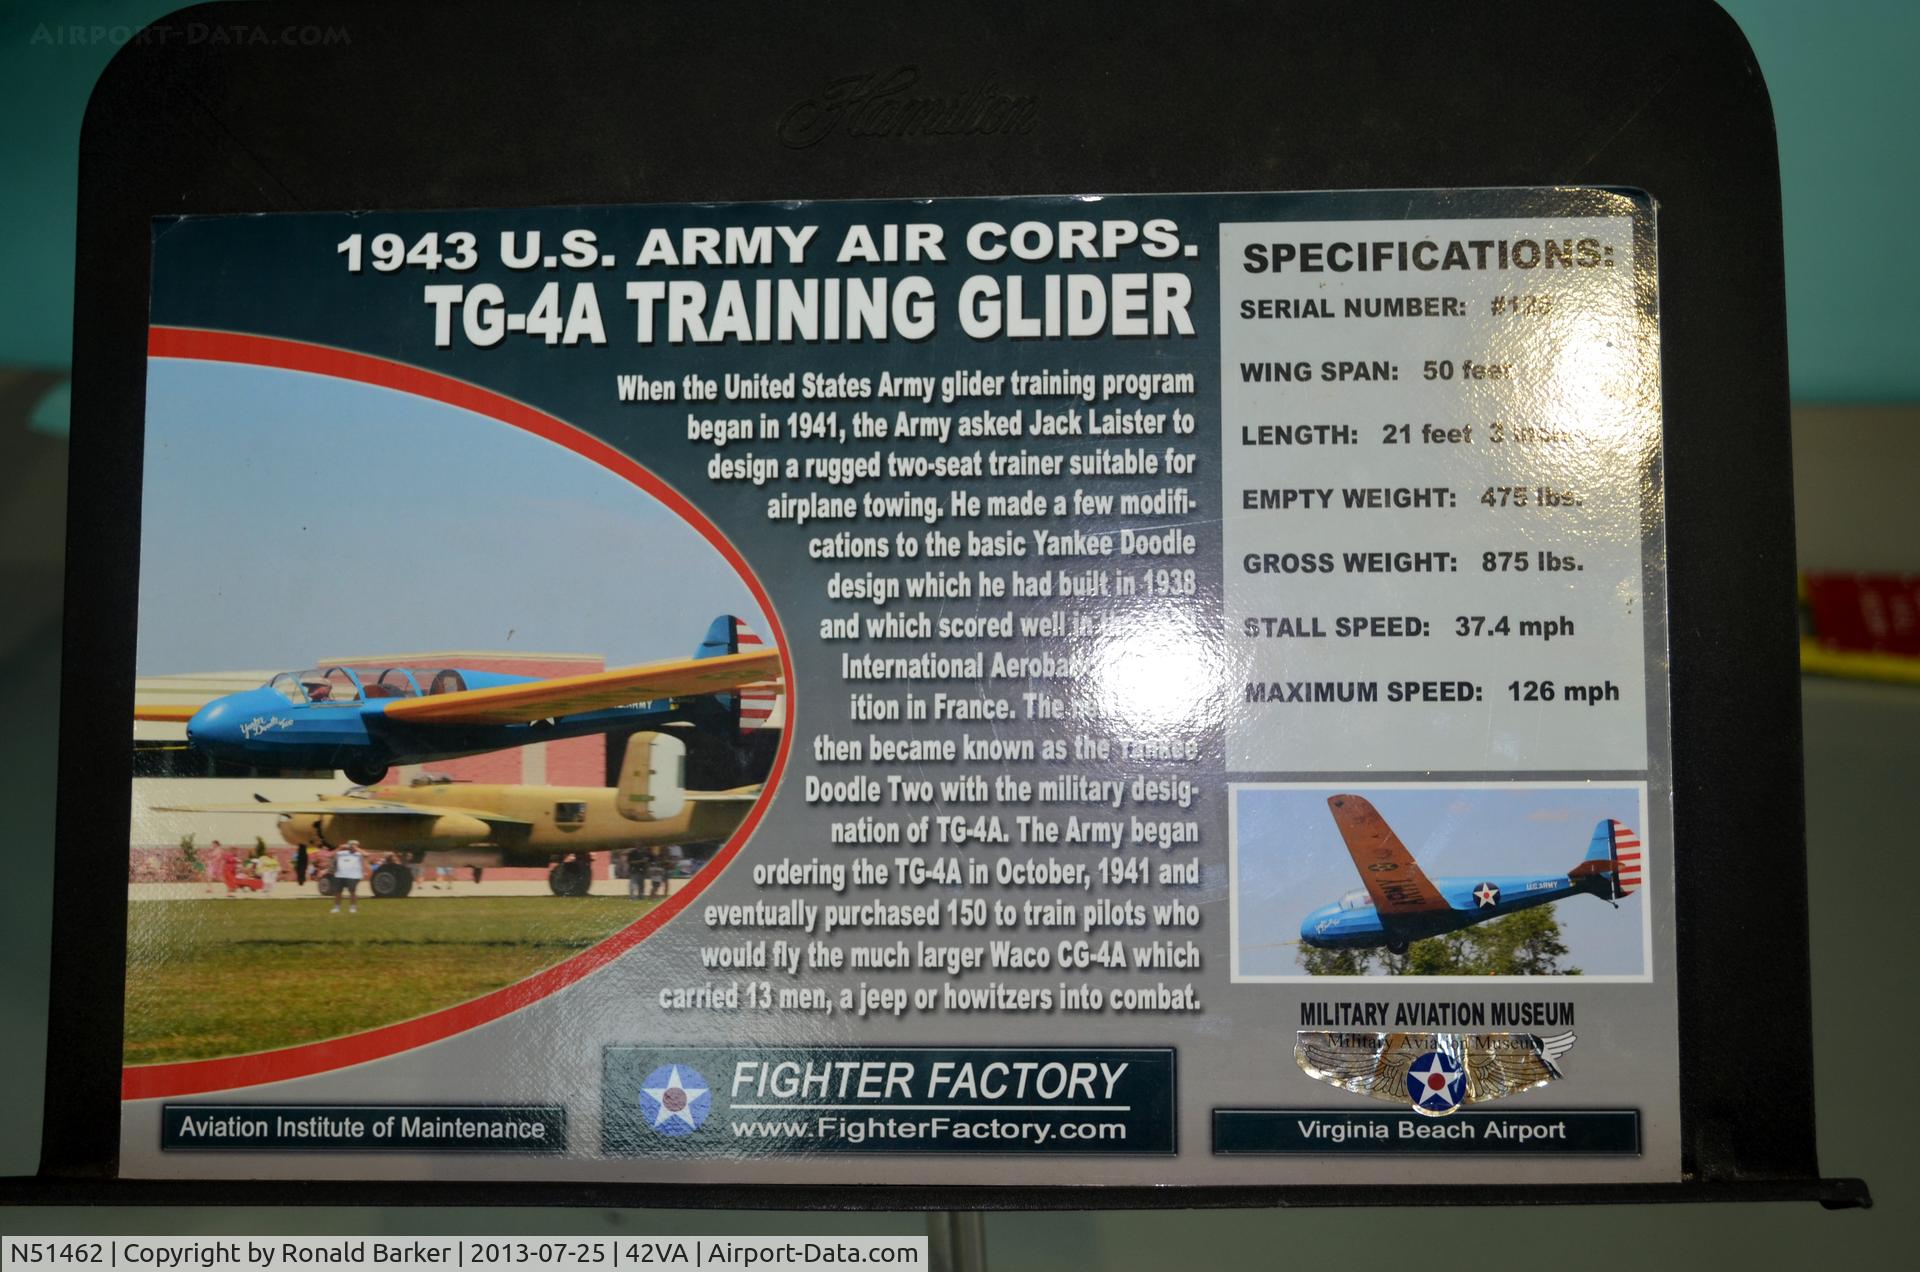 AIRPORT-DATA.COM
Hamilton
1943 U.S. ARMY AIR CORPS.
TG-4A TRAINING GLIDER
When the United States Army glider training program
began in 1941, the Army asked Jack Laister to
design a rugged two-seat trainer suitable for
airplane towing. He made a few modifi-
cations to the basic Yankee Doodle
design which he had built in 1938
and which scored well in
International
ition in France. The
then became known as the Yankee
Doodle Two with the military desig-
nation of TG-4A. The Army began
ordering the TG-4A in October, 1941 and
eventually purchased 150 to train pilots who
would fly the much larger Waco CG-4A which
carried 13 men, a jeep or howitzers into combat.
SPECIFICATIONS:
SERIAL NUMBER:
WING SPAN: 50 feet
LENGTH: 21 feet 3
EMPTY WEIGHT: 475 lbs.
GROSS WEIGHT: 875 lbs.
STALL SPEED: 37.4 mph
MAXIMUM SPEED: 126 mph
Yankee Doodle Two
ARMY
U.S. ARMY
ARMY
MILITARY AVIATION MUSEUM
Military Aviation Museum
Virginia Beach Airport
FIGHTER FACTORY
www.FighterFactory.com
Aviation Institute of Maintenance
N51462 | Copyright by Ronald Barker | 2013-07-25 | 42VA | Airport-Data.com